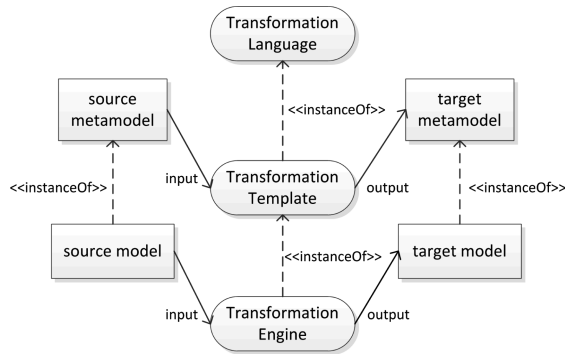 Transformation
Language
source
metamodel
<<instanceOf>>
target
metamodel
input
Transformation
Template
output
<<instanceOf>>
<<instanceOf>>
source model
<<instanceOf>>
target model
input
Transformation
Engine
output